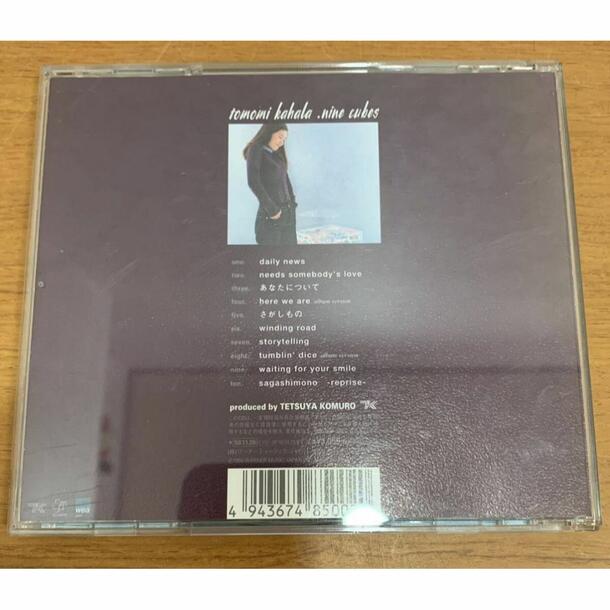 tomomi kahala .nine cubes
one. daily news
two. needs somebody's love
three. あなたについて
four. here we are album version
five. さがしもの
six. winding road
seven. storytelling
eight. tumblin' dice album version
nine. waiting for your smile
ten. sagashimono -reprise-
produced by TETSUYA KOMURO TK
4 943674 8500